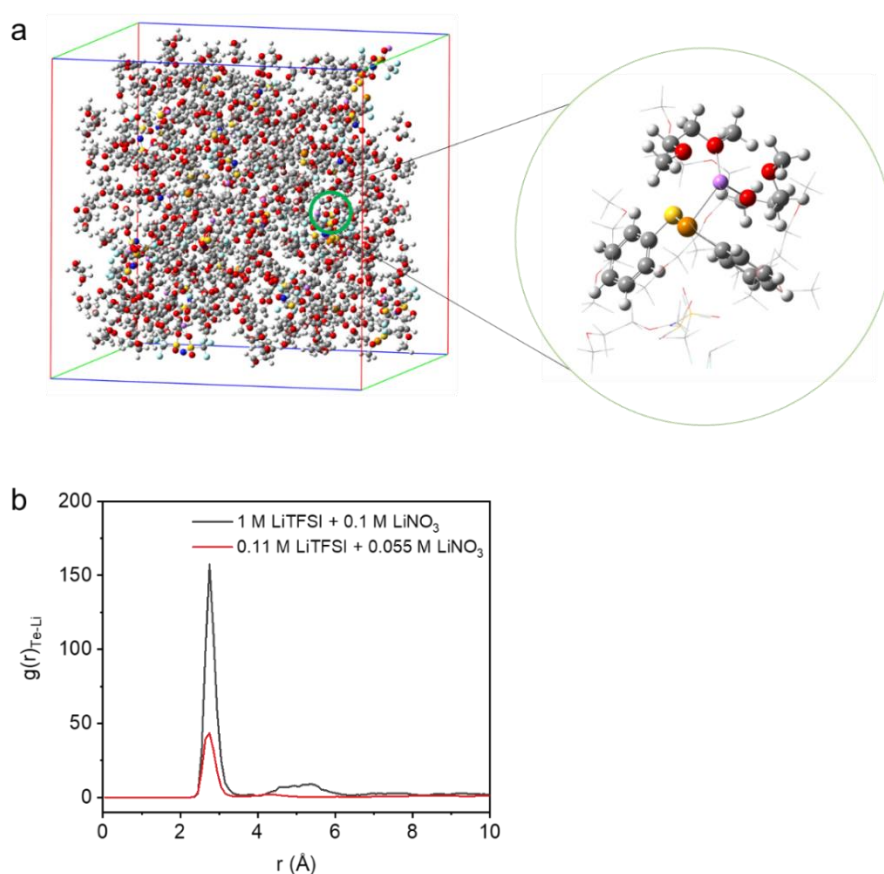 a
b
200
150
100
50
0
g(r)Te-Li
1 M LiTFSI + 0.1 M LiNO3
0.11 M LiTFSI + 0.055 M LiNO3
0 2 4 6 8 10
r (Å)